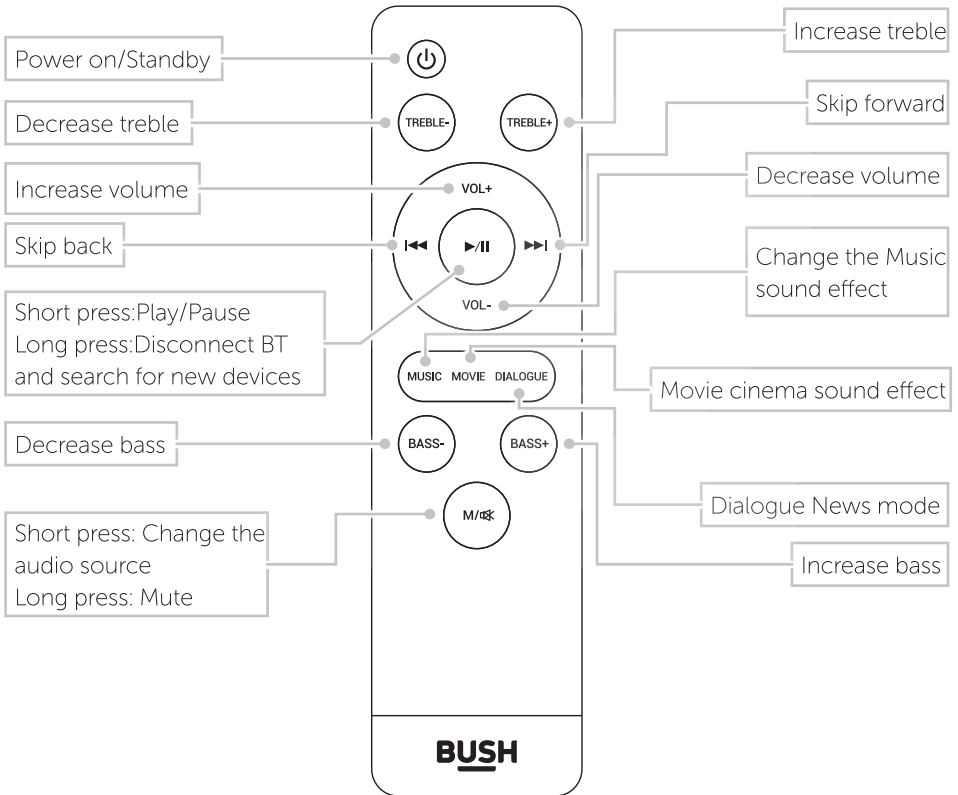 Power on/Standby
Decrease treble
Increase volume
Skip back
Short press:Play/Pause
Long press:Disconnect BT
and search for new devices
Decrease bass
Short press: Change the
audio source
Long press: Mute
TREBLE-
TREBLE+
VOL+
VOL-
MUSIC MOVIE DIALOGUE
BASS-
BASS+
M/
BUSH
Increase treble
Skip forward
Decrease volume
Change the Music
sound effect
Movie cinema sound effect
Dialogue News mode
Increase bass